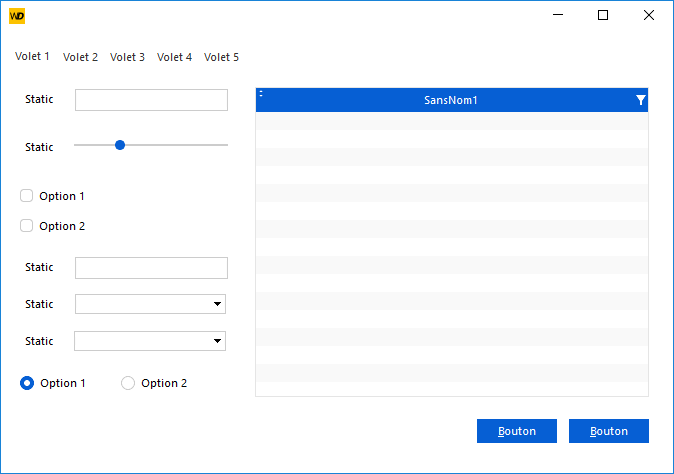 WD
Volet 1 Volet 2 Volet 3 Volet 4 Volet 5
Static
SansNom1
Static
Option 1
Option 2
Static
Static
Static
Option 1 Option 2
Bouton Bouton